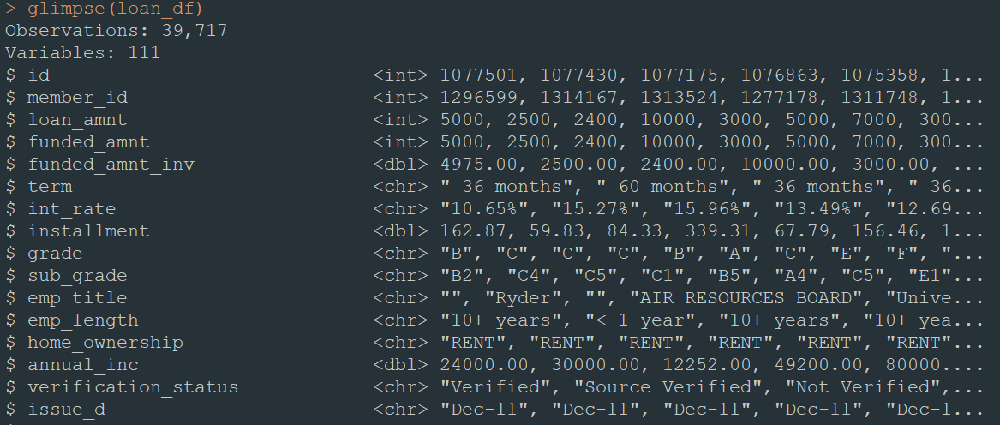 > glimpse(loan_df)
Observations: 39,717
Variables: 111
$ id <int> 1077501, 1077430, 1077175, 1076863, 1075358, 1...
$ member_id <int> 1296599, 1314167, 1313524, 1277178, 1311748, 1...
$ loan_amnt <int> 5000, 2500, 2400, 10000, 3000, 5000, 7000, 300...
$ funded_amnt <int> 5000, 2500, 2400, 10000, 3000, 5000, 7000, 300...
$ funded_amnt_inv <dbl> 4975.00, 2500.00, 2400.00, 10000.00, 3000.00, ...
$ term <chr> " 36 months", " 60 months", " 36 months", " 36...
$ int_rate <chr> "10.65%", "15.27%", "15.96%", "13.49%", "12.69...
$ installment <dbl> 162.87, 59.83, 84.33, 339.31, 67.79, 156.46, 1...
$ grade <chr> "B", "C", "C", "C", "B", "A", "C", "E", "F", "...
$ sub_grade <chr> "B2", "C4", "C5", "C1", "B5", "A4", "C5", "E1"...
$ emp_title <chr> "", "Ryder", "", "AIR RESOURCES BOARD", "Unive...
$ emp_length <chr> "10+ years", "< 1 year", "10+ years", "10+ yea...
$ home_ownership <chr> "RENT", "RENT", "RENT", "RENT", "RENT", "RENT"...
$ annual_inc <dbl> 24000.00, 30000.00, 12252.00, 49200.00, 80000....
$ verification_status <chr> "Verified", "Source Verified", "Not Verified",...
$ issue_d <chr> "Dec-11", "Dec-11", "Dec-11", "Dec-11", "Dec-1...